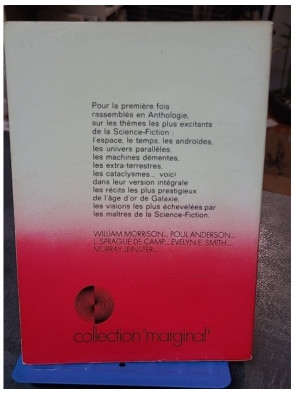 Pour la première fois
rassemblés en Anthologie,
sur les thèmes les plus excitants
de la Science-Fiction :
l'espace, le temps, les androïdes,
les univers parallèles,
les machines démentes,
les extra-terrestres,
les cataclysmes... voici
dans leur version intégrale
les récits les plus prestigieux
de l'âge d'or de Galaxie,
les visions les plus échevelées par
les maîtres de la Science-Fiction.
WILLIAM MORRISON... POUL ANDERSON...
L. SPRAGUE DE CAMP... EVELYN E. SMITH...
MURRAY LEINSTER...
collection "marginal"